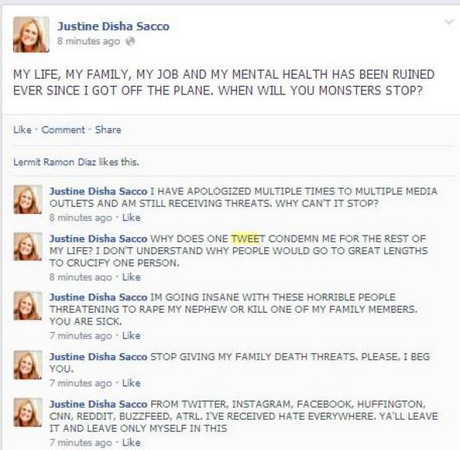 Justine Disha Sacco
8 minutes ago
MY LIFE, MY FAMILY, MY JOB AND MY MENTAL HEALTH HAS BEEN RUINED
EVER SINCE I GOT OFF THE PLANE. WHEN WILL YOU MONSTERS STOP?
Like · Comment · Share
Lermit Ramon Diaz likes this.
Justine Disha Sacco I HAVE APOLOGIZED MULTIPLE TIMES TO MULTIPLE MEDIA
OUTLETS AND AM STILL RECEIVING THREATS. WHY CAN'T IT STOP?
8 minutes ago · Like
Justine Disha Sacco WHY DOES ONE TWEET CONDEMN ME FOR THE REST OF
MY LIFE? I DON'T UNDERSTAND WHY PEOPLE WOULD GO TO GREAT LENGTHS
TO CRUCIFY ONE PERSON.
8 minutes ago · Like
Justine Disha Sacco IM GOING INSANE WITH THESE HORRIBLE PEOPLE
THREATENING TO RAPE MY NEPHEW OR KILL ONE OF MY FAMILY MEMBERS.
YOU ARE SICK.
7 minutes ago · Like
Justine Disha Sacco STOP GIVING MY FAMILY DEATH THREATS. PLEASE, I BEG
YOU.
7 minutes ago · Like
Justine Disha Sacco FROM TWITTER, INSTAGRAM, FACEBOOK, HUFFINGTON,
CNN, REDDIT, BUZZFEED, ATRL. I'VE RECEIVED HATE EVERYWHERE. YA'LL LEAVE
IT AND LEAVE ONLY MYSELF IN THIS
7 minutes ago · Like